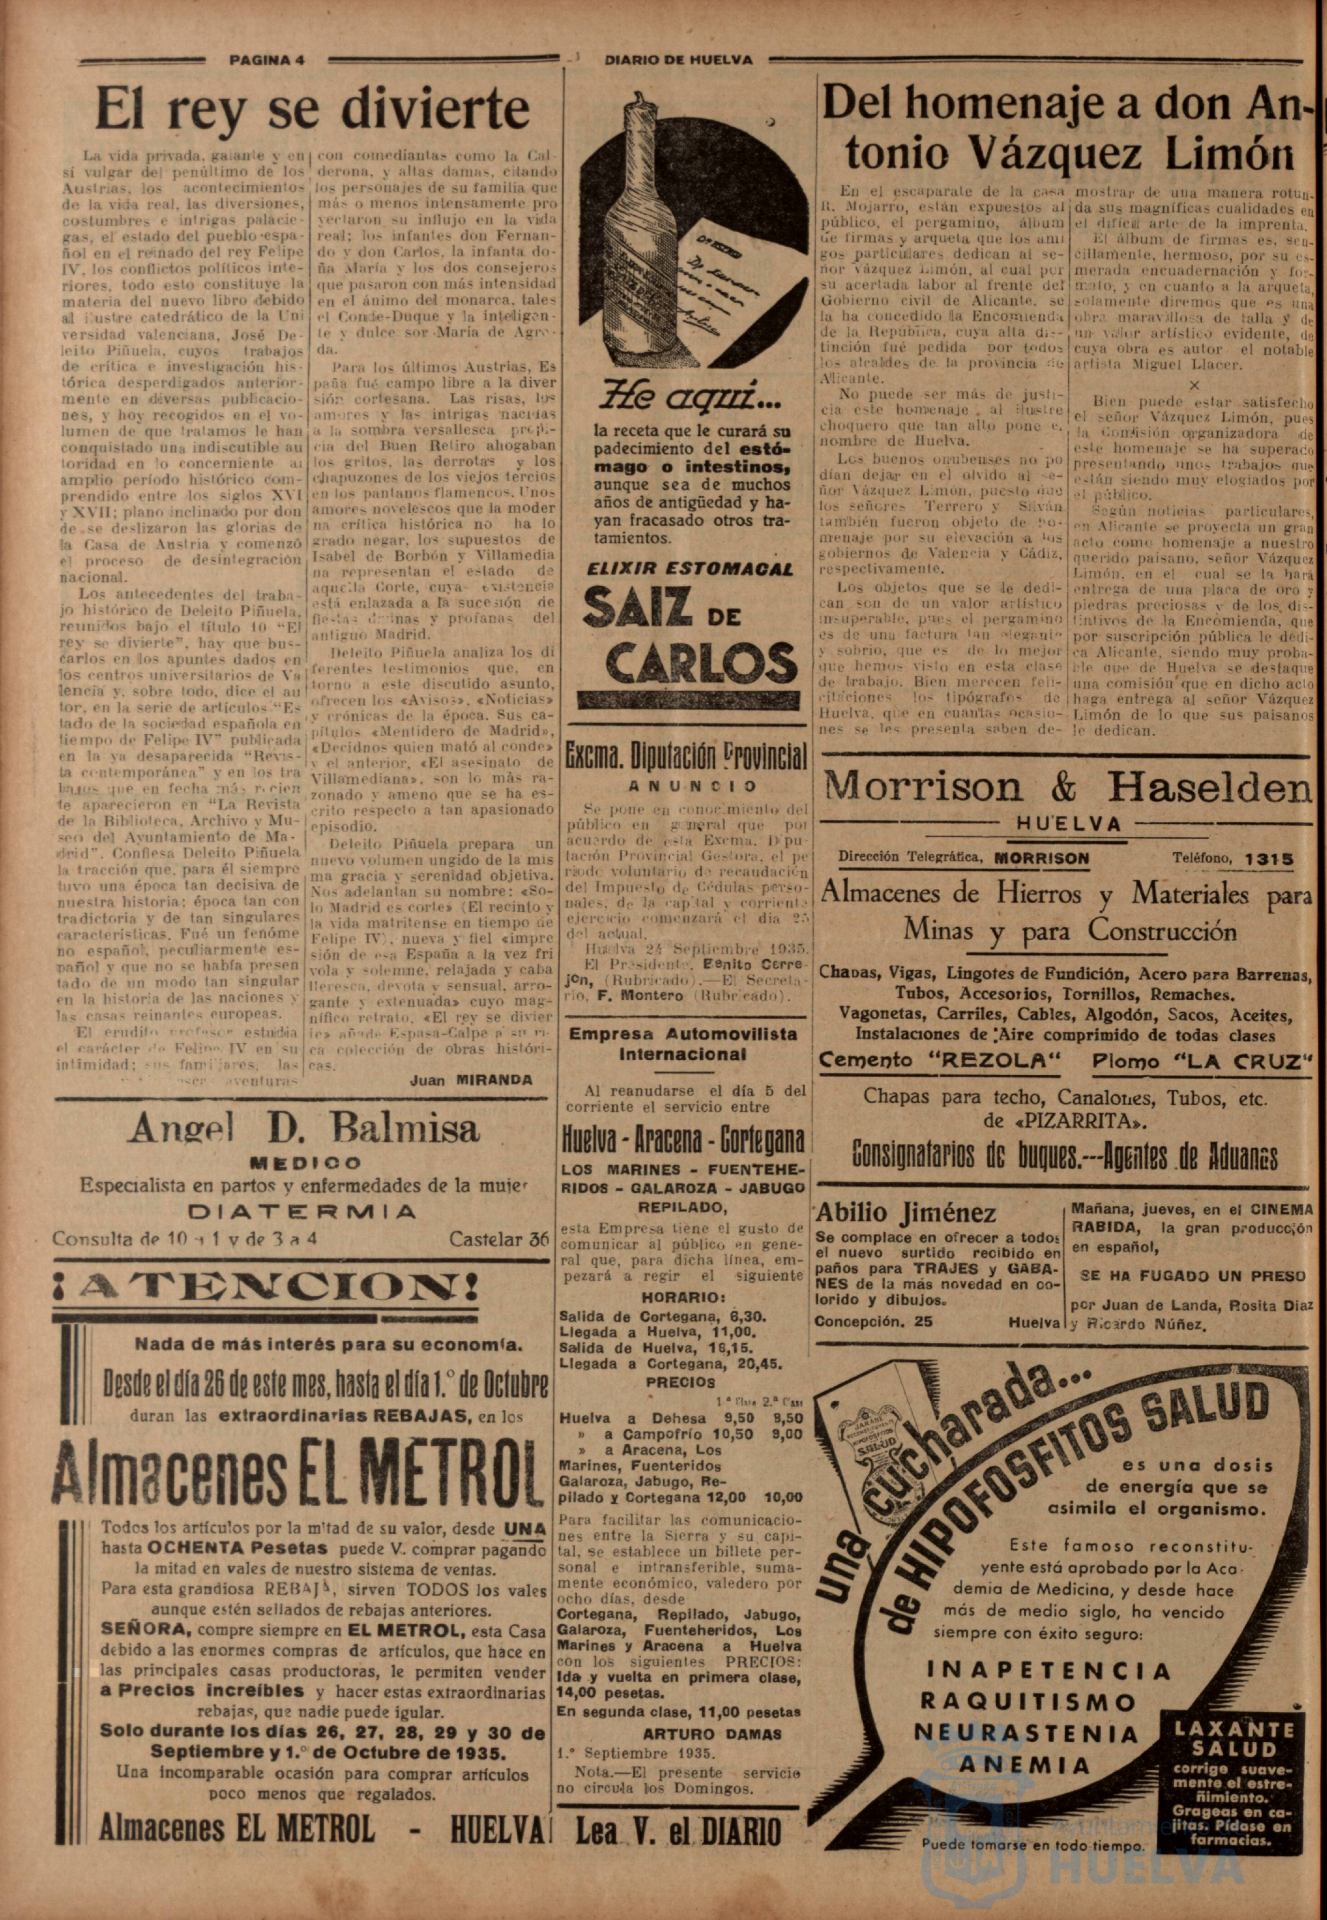 PAGINA 4
DIARIO DE HUELVA
El rey se divierte
La vida privada, galante y en
sí vulgar del penúltimo de los
Austrias, los acontecimientos
de la vida real, las diversiones,
costumbres e intrigas palacie-
gas, el estado del pueblo espa-
ñol en el reinado del rey Felipe
IV, los conflictos políticos inte-
riores, todo esto constituye la
materia del nuevo libro debido
al ilustre catedrático de la Uni
versidad valenciana, José De-
leito Piñuela, cuyos trabajos
de crítica e investigación his-
tórica desperdigados anterior-
mente en diversas publicacio-
nes, y hoy recogidos en el vo-
lumen de que tratamos le han
conquistado una indiscutible au
toridad en lo concerniente al
amplio período histórico com-
prendido entre los siglos XVI
y XVII; plano inclinado por don
de se deslizaron las glorias de
la Casa de Austria y comenzó
el proceso de desintegración
nacional.
Los antecedentes del traba-
jo histórico de Deleito Piñuela,
reunidos bajo el título 10 "El
rey se divierte", hay que bus-
carlos en los apuntes dados en
los centros universitarios de Va
lencia y, sobre todo, dice el au
tor, en la serie de artículos "Es
tado de la sociedad española en
tiempo de Felipe IV" publicada
en la ya desaparecida "Revis-
ta contemporánea" y en los tra
bajos que en fecha más recien
te aparecieron en "La Revista
de la Biblioteca, Archivo y Mu-
seo del Ayuntamiento de Ma-
drid". Confiesa Deleito Piñuela
la tracción que, para él siempre
tuvo una época tan decisiva de
nuestra historia; época tan con
tradictoria y de tan singulares
características. Fué un fenóme
no español, peculiarmente es-
pañol y que no se había presen
tado de un modo tan singular
en la historia de las naciones y
las casas reinantes europeas.
El erudito profesor estudia
el carácter de Felipe IV en su
intimidad; sus familiares, las
aventuras
con comediantas como la Cal
derona, y altas damas, citando
los personajes de su familia que
más o menos intensamente pro
yectaron su influjo en la vida
real; los infantes don Fernan-
do y don Carlos, la infanta do-
ña María y los dos consejeros
que pasaron con más intensidad
en el ánimo del monarca, tales
el Conde-Duque y la inteligen-
te y dulce sor María de Agre-
da.
Para los últimos Austrias, Es
paña fué campo libre a la diver
sión cortesana. Las risas, los
amores y las intrigas nacidas
a la sombra versallesca propi-
cia del Buen Retiro ahogaban
los gritos, las derrotas y los
chapuzones de los viejos tercios
en los pantanos flamencos. Unos
amores novelescos que la moder
na crítica histórica no ha lo
grado negar, los supuestos de
Isabel de Borbón y Villamedia
na representan el estado de
aquella Corte, cuya existencia
está enlazada a la sucesión de
fiestas divinas y profanas del
antiguo Madrid.
Deleito Piñuela analiza los di
ferentes testimonios que, en
torno a este discutido asunto,
ofrecen los «Avisos», «Noticias»
y crónicas de la época. Sus ca-
pítulos «Mentidero de Madrid»,
«Decidnos quien mató al conde»
y el anterior, «El asesinato de
Villamediana», son lo más ra-
zonado y ameno que se ha es-
crito respecto a tan apasionado
episodio.
Deleito Piñuela prepara un
nuevo volumen ungido de la mis
ma gracia y serenidad objetiva.
Nos adelantan su nombre: «So-
lo Madrid es corte» (El recinto y
la vida matritense en tiempo de
Felipe IV), nueva y fiel «impre
sión de esa España a la vez fri
vola y solemne, relajada y caba
lleresca, devota y sensual, arro-
gante y extenuada» cuyo mag-
nífico retrato, «El rey se divier
te» añade Espasa-Calpe a su ri-
ca colección de obras históri-
cas.
Juan MIRANDA
Angel D. Balmisa
MEDICO
Especialista en partos y enfermedades de la mujer
DIATERMIA
Consulta de 10 a 1 y de 3 a 4 Castelar 36
¡ATENCION!
Nada de más interés para su economía.
Desde el día 26 de este mes, hasta el día 1.º de Octubre
duran las extraordinarias REBAJAS, en los
Almacenes EL METROL
Todos los artículos por la mitad de su valor, desde UNA
hasta OCHENTA Pesetas puede V. comprar pagando
la mitad en vales de nuestro sistema de ventas.
Para esta grandiosa REBAJA, sirven TODOS los vales
aunque estén sellados de rebajas anteriores.
SEÑORA, compre siempre en EL METROL, esta Casa
debido a las enormes compras de artículos, que hace en
las principales casas productoras, le permiten vender
a Precios increíbles y hacer estas extraordinarias
rebajas, que nadie puede igular.
Solo durante los días 26, 27, 28, 29 y 30 de
Septiembre y 1.º de Octubre de 1935.
Una incomparable ocasión para comprar artículos
poco menos que regalados.
Almacenes EL METROL - HUELVA
He aquí...
la receta que le curará su
padecimiento del estó-
mago o intestinos,
aunque sea de muchos
años de antigüedad y ha-
yan fracasado otros tra-
tamientos.
ELIXIR ESTOMACAL
SAIZ DE
CARLOS
Excma. Diputación Provincial
ANUNCIO
Se pone en conocimiento del
público en general que por
acuerdo de esta Excma. Dipu
tación Provincial Gestora, el pe
riodo voluntario de recaudación
del Impuesto de Cédulas perso-
nales, de la capital y corriente
ejercicio comenzará el día 25
del actual.
Huelva 24 Septiembre 1935.
El Presidente, Benito Corre-
jon, (Rubricado).—El Secreta-
rio, F. Montero (Rubricado).
Empresa Automovilista
Internacional
Al reanudarse el día 5 del
corriente el servicio entre
Huelva - Aracena - Cortegana
LOS MARINES - FUENTEHE-
RIDOS - GALAROZA - JABUGO
REPILADO,
esta Empresa tiene el gusto de
comunicar al público en gene-
ral que, para dicha línea, em-
pezará a regir el siguiente
HORARIO:
Salida de Cortegana, 6,30.
Llegada a Huelva, 11,00.
Salida de Huelva, 16,15.
Llegada a Cortegana, 20,45.
PRECIOS
1.ª Clase 2.ª Clase
Huelva a Dehesa 9,50 8,50
» a Campofrío 10,50 9,00
» a Aracena, Los
Marines, Fuenteridos
Galaroza, Jabugo, Re-
pilado y Cortegana 12,00 10,00
Para facilitar las comunicacio-
nes entre la Sierra y su capi-
tal, se establece un billete per-
sonal e intransferible, suma-
mente económico, valedero por
ocho días, desde
Cortegana, Repilado, Jabugo,
Galaroza, Fuenteheridos, Los
Marines y Aracena a Huelva
con los siguientes PRECIOS:
Ida y vuelta en primera clase,
14,00 pesetas.
En segunda clase, 11,00 pesetas
ARTURO DAMAS
1.º Septiembre 1935.
Nota.—El presente servicio
no circula los Domingos.
Lea V. el DIARIO
Del homenaje a don An-
tonio Vázquez Limón
En el escaparate de la casa
R. Mojarro, están expuestos al
público, el pergamino, álbum
de firmas y arqueta que los ami
gos particulares dedican al se-
ñor Vázquez Limón, al cual por
su acertada labor al frente del
Gobierno civil de Alicante, se
la ha concedido la Encomienda
de la República, cuya alta dis-
tinción fué pedida por todos
los alcaldes de la provincia de
Alicante.
No puede ser más de justi-
cia este homenaje al ilustre
choquero que tan alto pone el
nombre de Huelva.
Los buenos onubenses no po
dían dejar en el olvido al se-
ñor Vázquez Limón, puesto que
los señores Terrero y Siván
también fueron objeto de ho-
menaje por su elevación a los
gobiernos de Valencia y Cádiz,
respectivamente.
Los objetos que se le dedi-
can son de un valor artístico
insuperable, pues el pergamino
es de una factura tan elegante
y sobrio, que es de lo mejor
que hemos visto en esta clase
de trabajo. Bien merecen feli-
citaciones los tipógrafos de
Huelva, que en cuantas ocasio-
nes se les presenta saben de-
mostrar de una manera rotun-
da sus magníficas cualidades en
el difícil arte de la imprenta.
El álbum de firmas es, sen-
cillamente, hermoso, por su es-
merada encuadernación y for-
mato, y en cuanto a la arqueta,
solamente diremos que es una
obra maravillosa de talla y de
un valor artístico evidente, de
cuya obra es autor el notable
artista Miguel Llacer.
×
Bien puede estar satisfecho
el señor Vázquez Limón, pues
la Comisión organizadora de
este homenaje se ha superado
presentando unos trabajos que
están siendo muy elogiados por
el público.
Según noticias particulares,
en Alicante se proyecta un gran
acto como homenaje a nuestro
querido paisano, señor Vázquez
Limón, en el cual se la hará
entrega de una placa de oro y
piedras preciosas y de los dis-
tintivos de la Encomienda, que
por suscripción pública le dedi-
ca Alicante, siendo muy proba-
ble que de Huelva se destaque
una comisión que en dicho acto
haga entrega al señor Vázquez
Limón de lo que sus paisanos
le dedican.
Morrison & Haselden
HUELVA
Dirección Telegrática, MORRISON Teléfono, 1315
Almacenes de Hierros y Materiales para
Minas y para Construcción
Chapas, Vigas, Lingotes de Fundición, Acero para Barrenas,
Tubos, Accesorios, Tornillos, Remaches.
Vagonetas, Carriles, Cables, Algodón, Sacos, Aceites,
Instalaciones de Aire comprimido de todas clases
Cemento "REZOLA" Plomo "LA CRUZ"
Chapas para techo, Canalones, Tubos, etc.
de «PIZARRITA».
Consignatarios de buques.---Agentes de Aduanas
Abilio Jiménez
Se complace en ofrecer a todos
el nuevo surtido recibido en
paños para TRAJES y GABA-
NES de la más novedad en co-
lorido y dibujos.
Concepción. 25 Huelva
Mañana, jueves, en el CINEMA
RABIDA, la gran producción
en español,
SE HA FUGADO UN PRESO
por Juan de Landa, Rosita Diaz
y Ricardo Núñez.
una cucharada...
de HIPOFOSFITOS SALUD
JARABE
HIPOFOSFITOS
SALUD
es una dosis
de energía que se
asimila el organismo.
Este famoso reconstitu-
yente está aprobado por la Aca-
demia de Medicina, y desde hace
más de medio siglo, ha vencido
siempre con éxito seguro:
INAPETENCIA
RAQUITISMO
NEURASTENIA
ANEMIA
Puede tomarse en todo tiempo.
LAXANTE
SALUD
corrige suave-
mente el estre-
ñimiento.
Grageas en ca-
jitas. Pídase en
farmacias.
Ayuntamiento
HUELVA